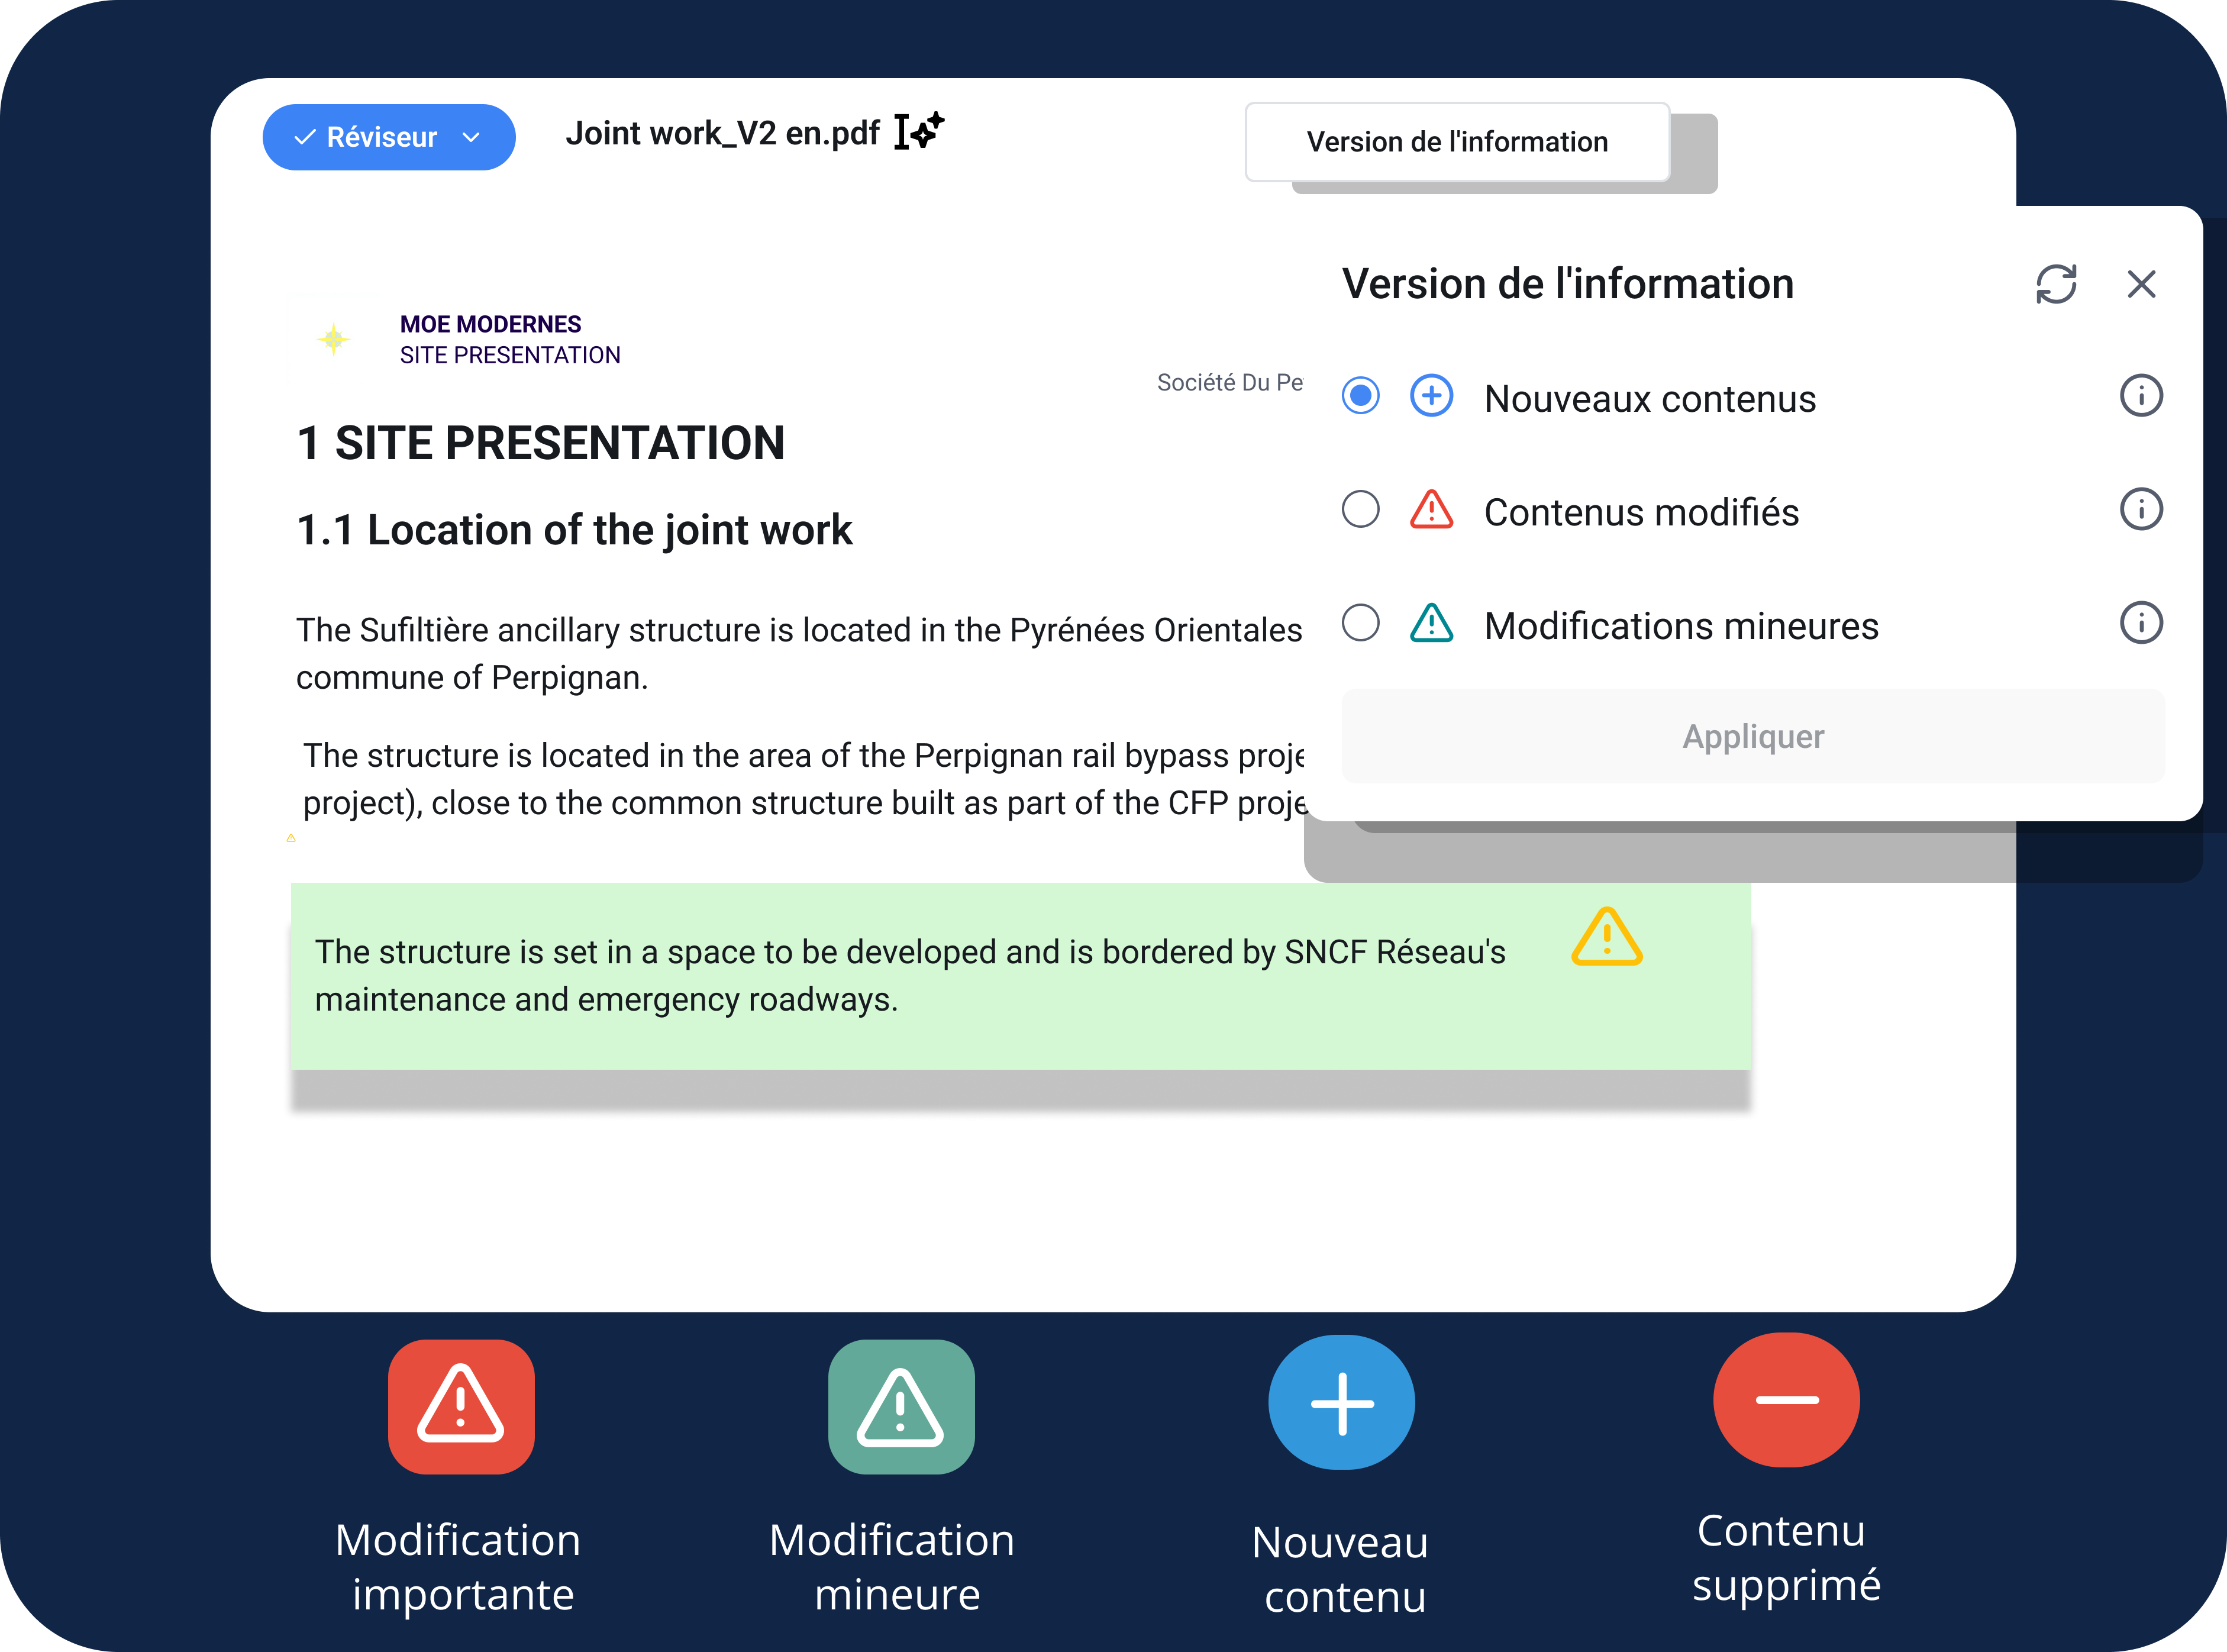 Réviseur
Joint work_V2 en.pdf
Version de l'information
MOE MODERNES
SITE PRESENTATION
Société Du
1 SITE PRESENTATION
1.1 Location of the joint work
The Sufiltière ancillary structure is located in the Pyrénées Orientales
commune of Perpignan.
The structure is located in the area of the Perpignan rail bypass
project), close to the common structure built as part of the CFP
The structure is set in a space to be developed and is bordered by SNCF Réseau's
maintenance and emergency roadways.
Version de l'information
Nouveaux contenus
Contenus modifiés
Modifications mineures
Appliquer
Modification
importante
Modification
mineure
Nouveau
contenu
Contenu
supprimé